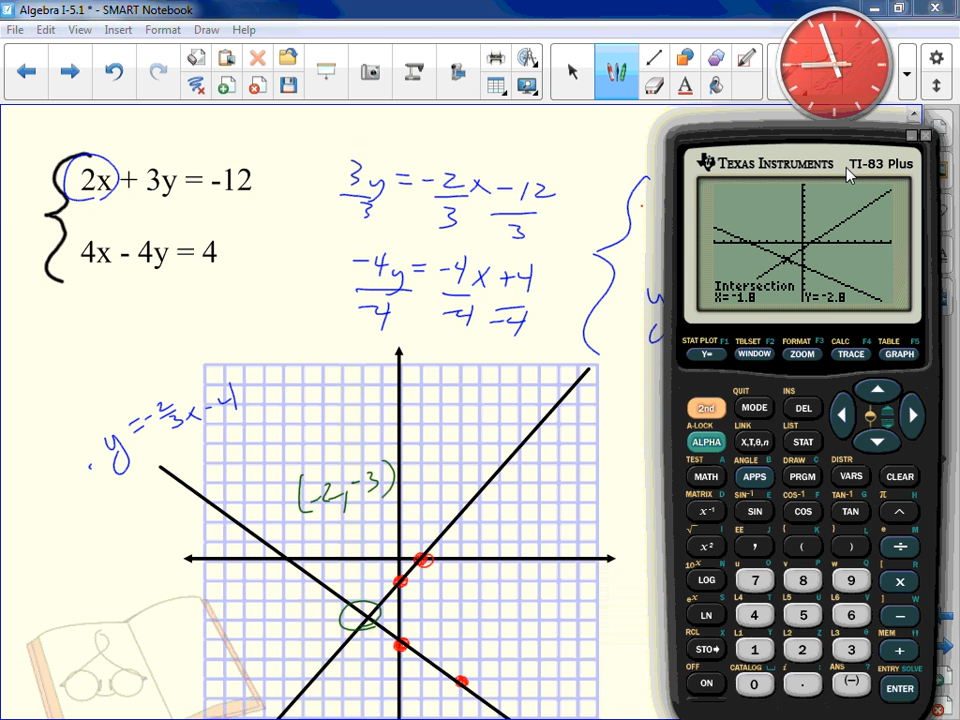 Algebra I-5.1 * - SMART Notebook
File Edit View Insert Format Draw Help
2x + 3y = -12
4x - 4y = 4
3y = -2x - 12
3 3 3
-4y = -4x + 4
-4 -4 -4
y = -2/3x - 4
(-2, -3)
TEXAS INSTRUMENTS TI-83 Plus
Intersection
X=-1.8 Y=-2.8
STAT PLOT F1 TBLSET F2 FORMAT F3 CALC F4 TABLE F5
Y= WINDOW ZOOM TRACE GRAPH
QUIT INS
2nd MODE DEL
A-LOCK LINK LIST
ALPHA X,T,θ,n STAT
TEST A ANGLE B DRAW C DISTR
MATH APPS PRGM VARS CLEAR
MATRIX D SIN⁻¹ E COS⁻¹ F TAN⁻¹ G π H
x⁻¹ SIN COS TAN ^
√ I EE J { K } L e M
x² , ( ) ÷
10ˣ N u O v P w Q [ R
LOG 7 8 9 x
eˣ S L4 T L5 U L6 V ] W
LN 4 5 6 −
RCL X L1 Y L2 Z L3 θ MEM "
STO➔ 1 2 3 +
OFF CATALOG ␣ i : ANS ? ENTRY SOLVE
ON 0 . (−) ENTER